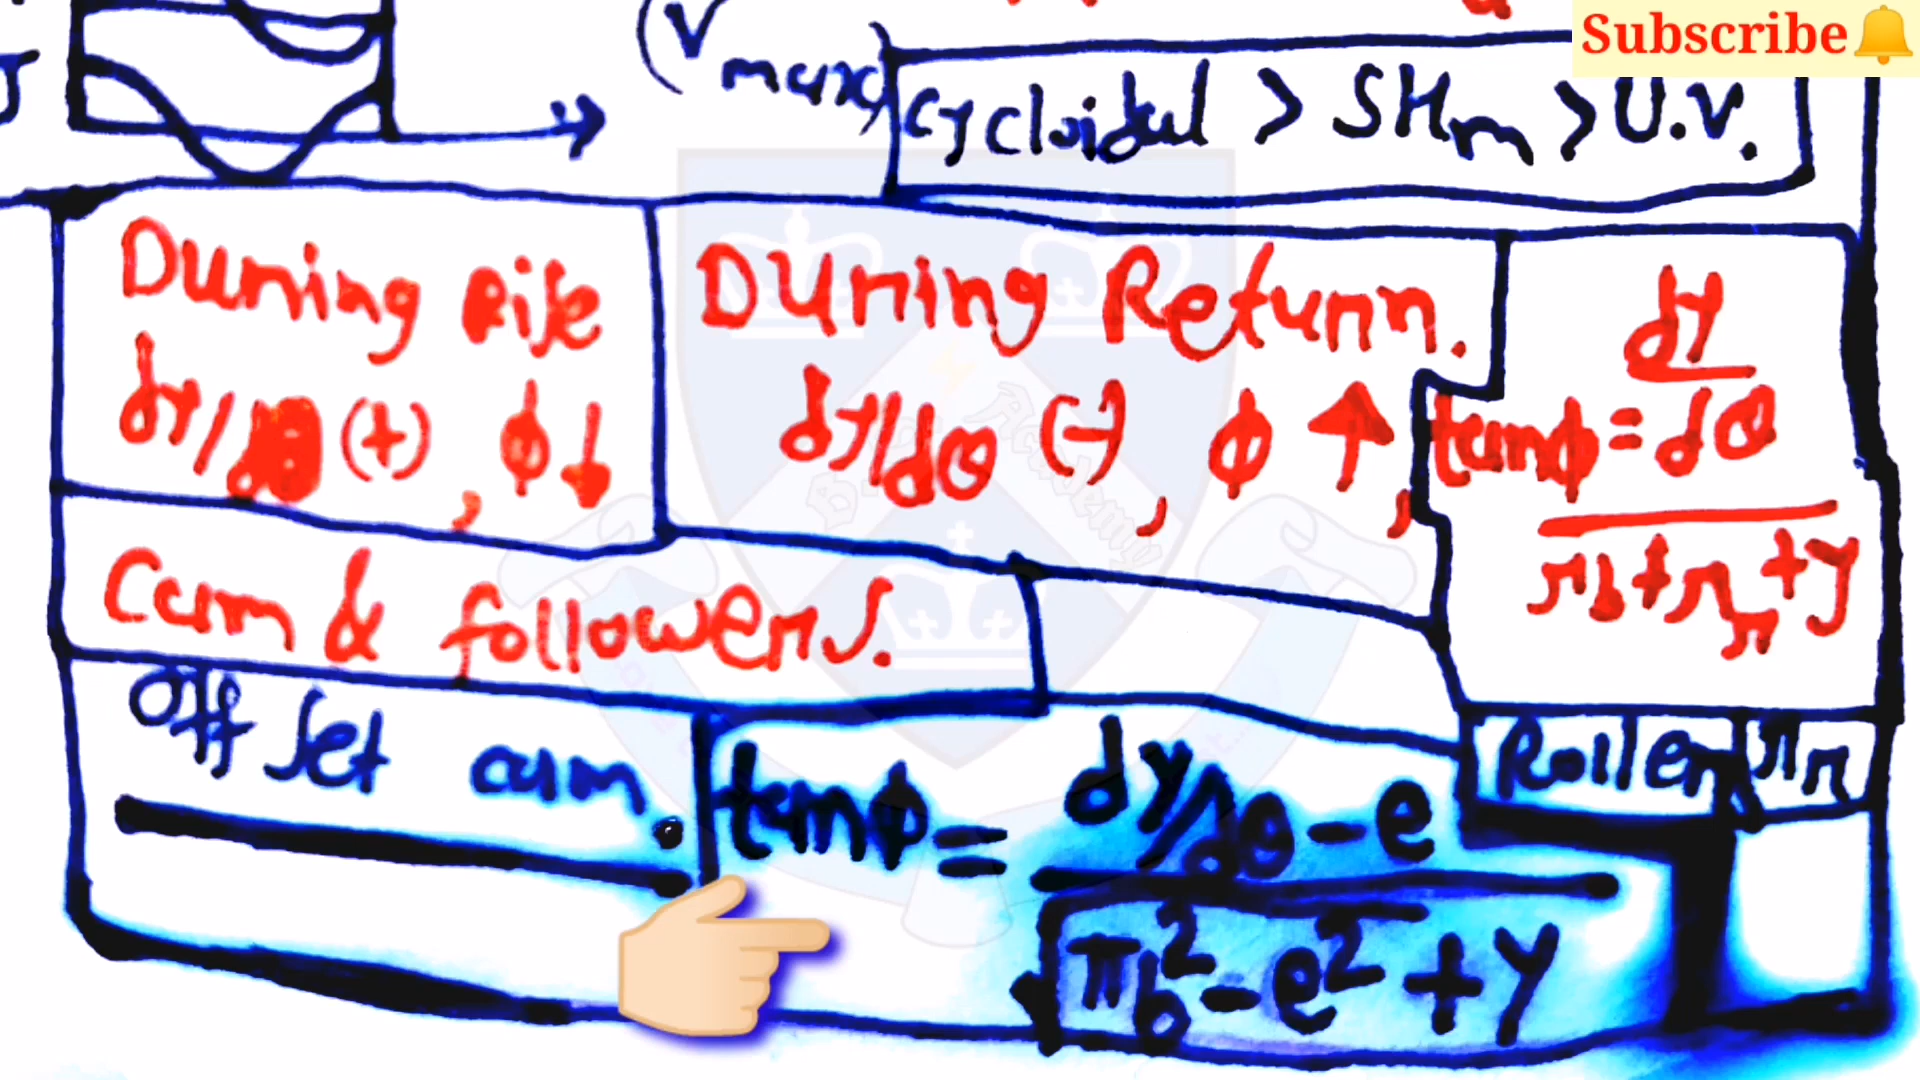 Subscribe
(Vmax) cycloidal > SHm > U.V.
During Rise
dy/dθ (+), ϕ↓
During Return.
dy/dθ (-), ϕ ↑,
dy
tanϕ = dθ
rb+rr+y
Cam & followers.
Roller rr
Off Set cam.
tanϕ = dy/dθ - e
√rb²-e² + y